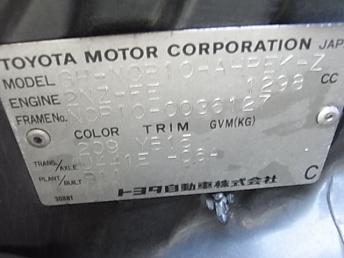 TOYOTA MOTOR CORPORATION JAP
MODEL GH-NCP10-A
ENGINE 2NZ-FE 1298 CC
FRAME No. NCP10-0036127
COLOR TRIM GVM(KG)
209
TRANS./AXLE
PLANT/BUILT C
トヨタ自動車株式会社
30881